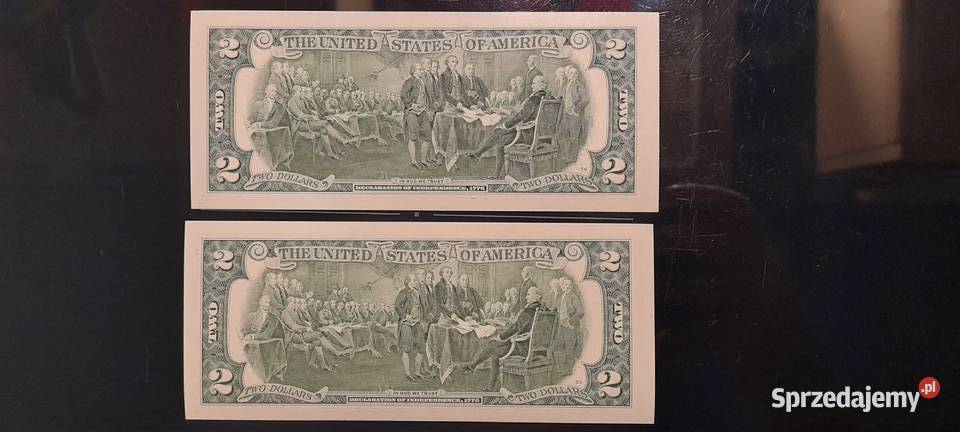 2 THE UNITED STATES OF AMERICA 2
TWO TWO
2 TWO DOLLARS IN GOD WE TRUST TWO DOLLARS 2
DECLARATION OF INDEPENDENCE, 1776
2 THE UNITED STATES OF AMERICA 2
TWO TWO
2 TWO DOLLARS IN GOD WE TRUST TWO DOLLARS 2
DECLARATION OF INDEPENDENCE, 1776
Sprzedajemy.pl